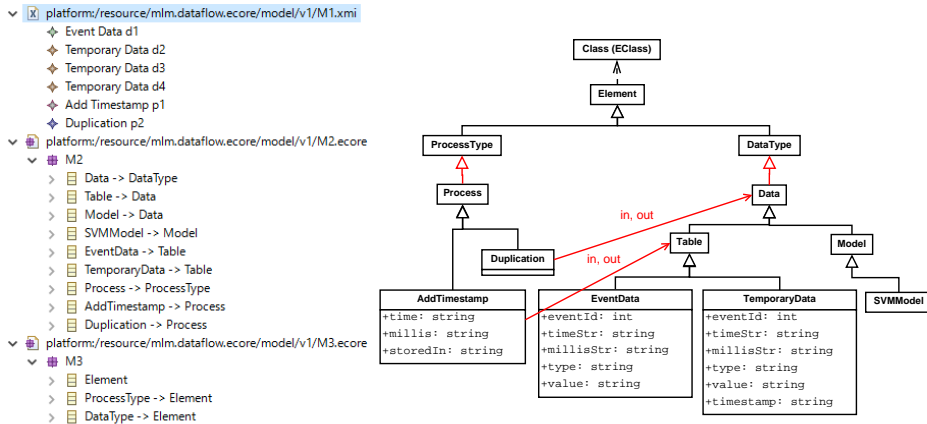 platform:/resource/mlm.dataflow.ecore/model/v1/M1.xmi
Event Data d1
Temporary Data d2
Temporary Data d3
Temporary Data d4
Add Timestamp p1
Duplication p2
platform:/resource/mlm.dataflow.ecore/model/v1/M2.ecore
M2
Data -> DataType
Table -> Data
Model -> Data
SVMModel -> Model
EventData -> Table
TemporaryData -> Table
Process -> ProcessType
AddTimestamp -> Process
Duplication -> Process
platform:/resource/mlm.dataflow.ecore/model/v1/M3.ecore
M3
Element
ProcessType -> Element
DataType -> Element
Class (EClass)
Element
ProcessType
DataType
Process
Data
in, out
Table
Model
Duplication
in, out
AddTimestamp
+time: string
+millis: string
+storedIn: string
EventData
+eventId: int
+timeStr: string
+millisStr: string
+type: string
+value: string
TemporaryData
+eventId: int
+timeStr: string
+millisStr: string
+type: string
+value: string
+timestamp: string
SVMModel